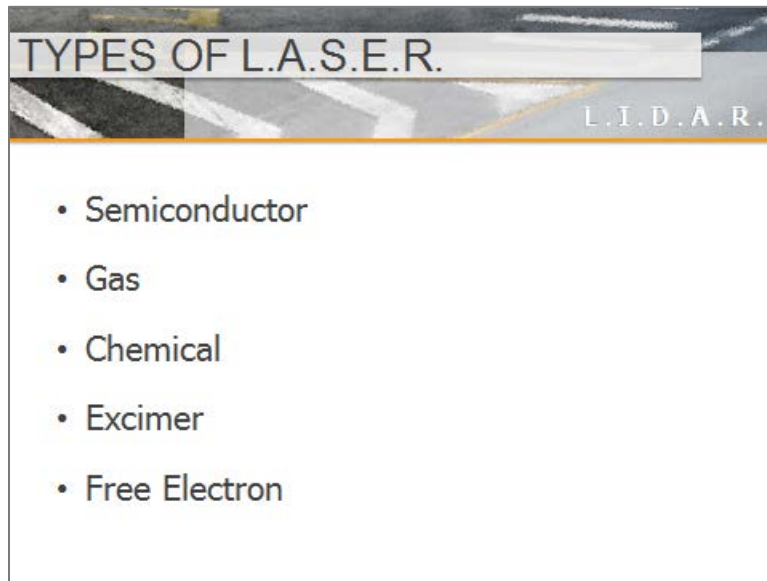 TYPES OF L.A.S.E.R.
L.I.D.A.R.
• Semiconductor
• Gas
• Chemical
• Excimer
• Free Electron